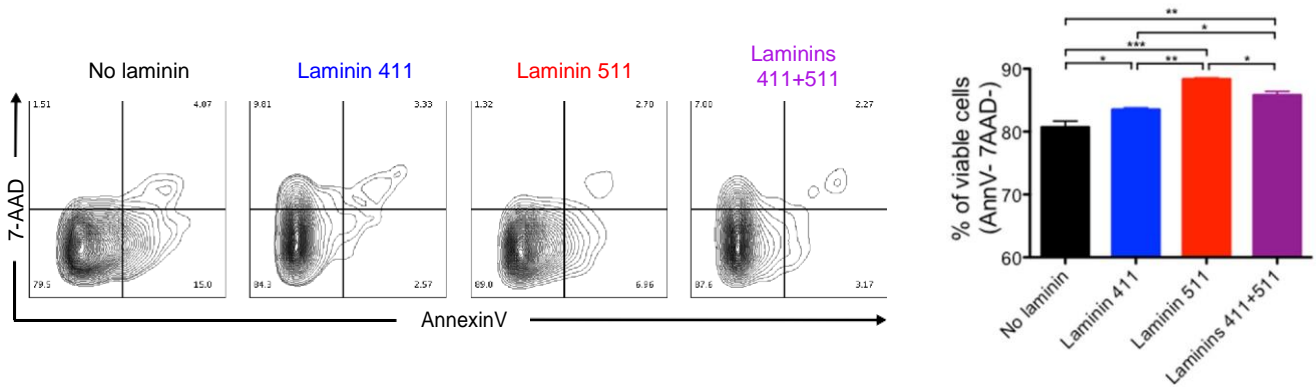 No laminin
Laminin 411
Laminin 511
Laminins
411+511
1.51
4.07
9.81
3.33
1.32
2.70
7.00
2.27
7-AAD
79.5
15.0
84.3
2.57
89.0
6.96
87.6
3.17
AnnexinV
**
*
***
*
**
*
% of viable cells
(AnnV- 7AAD-)
90
80
70
60
No laminin
Laminin 411
Laminin 511
Laminins 411+511